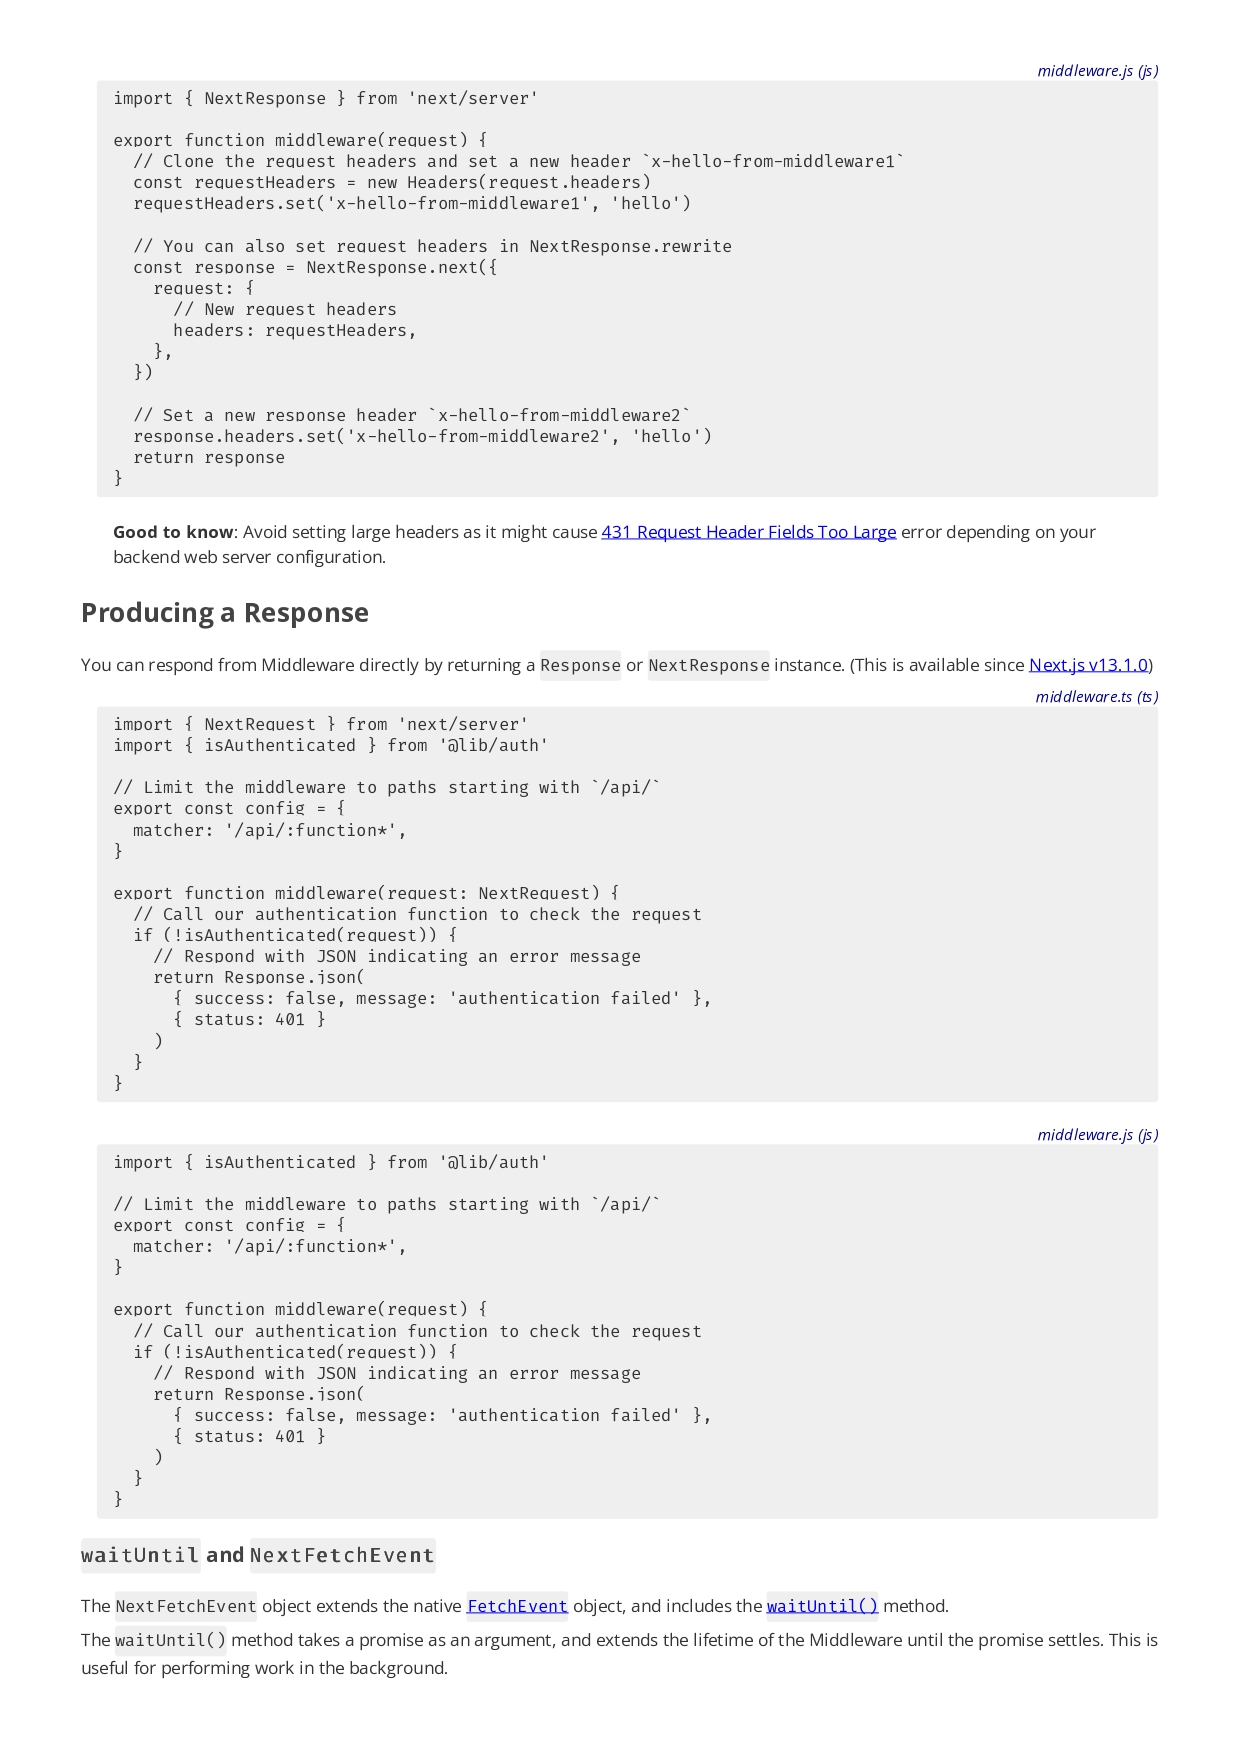 middleware.js (js)
import { NextResponse } from 'next/server'

export function middleware(request) {
  // Clone the request headers and set a new header `x-hello-from-middleware1`
  const requestHeaders = new Headers(request.headers)
  requestHeaders.set('x-hello-from-middleware1', 'hello')

  // You can also set request headers in NextResponse.rewrite
  const response = NextResponse.next({
    request: {
      // New request headers
      headers: requestHeaders,
    },
  })

  // Set a new response header `x-hello-from-middleware2`
  response.headers.set('x-hello-from-middleware2', 'hello')
  return response
}
Good to know: Avoid setting large headers as it might cause 431 Request Header Fields Too Large error depending on your
backend web server configuration.
Producing a Response
You can respond from Middleware directly by returning a Response or NextResponse instance. (This is available since Next.js v13.1.0)
middleware.ts (ts)
import { NextRequest } from 'next/server'
import { isAuthenticated } from '@lib/auth'

// Limit the middleware to paths starting with `/api/`
export const config = {
  matcher: '/api/:function*',
}

export function middleware(request: NextRequest) {
  // Call our authentication function to check the request
  if (!isAuthenticated(request)) {
    // Respond with JSON indicating an error message
    return Response.json(
      { success: false, message: 'authentication failed' },
      { status: 401 }
    )
  }
}
middleware.js (js)
import { isAuthenticated } from '@lib/auth'

// Limit the middleware to paths starting with `/api/`
export const config = {
  matcher: '/api/:function*',
}

export function middleware(request) {
  // Call our authentication function to check the request
  if (!isAuthenticated(request)) {
    // Respond with JSON indicating an error message
    return Response.json(
      { success: false, message: 'authentication failed' },
      { status: 401 }
    )
  }
}
waitUntil and NextFetchEvent
The NextFetchEvent object extends the native FetchEvent object, and includes the waitUntil() method.
The waitUntil() method takes a promise as an argument, and extends the lifetime of the Middleware until the promise settles. This is
useful for performing work in the background.